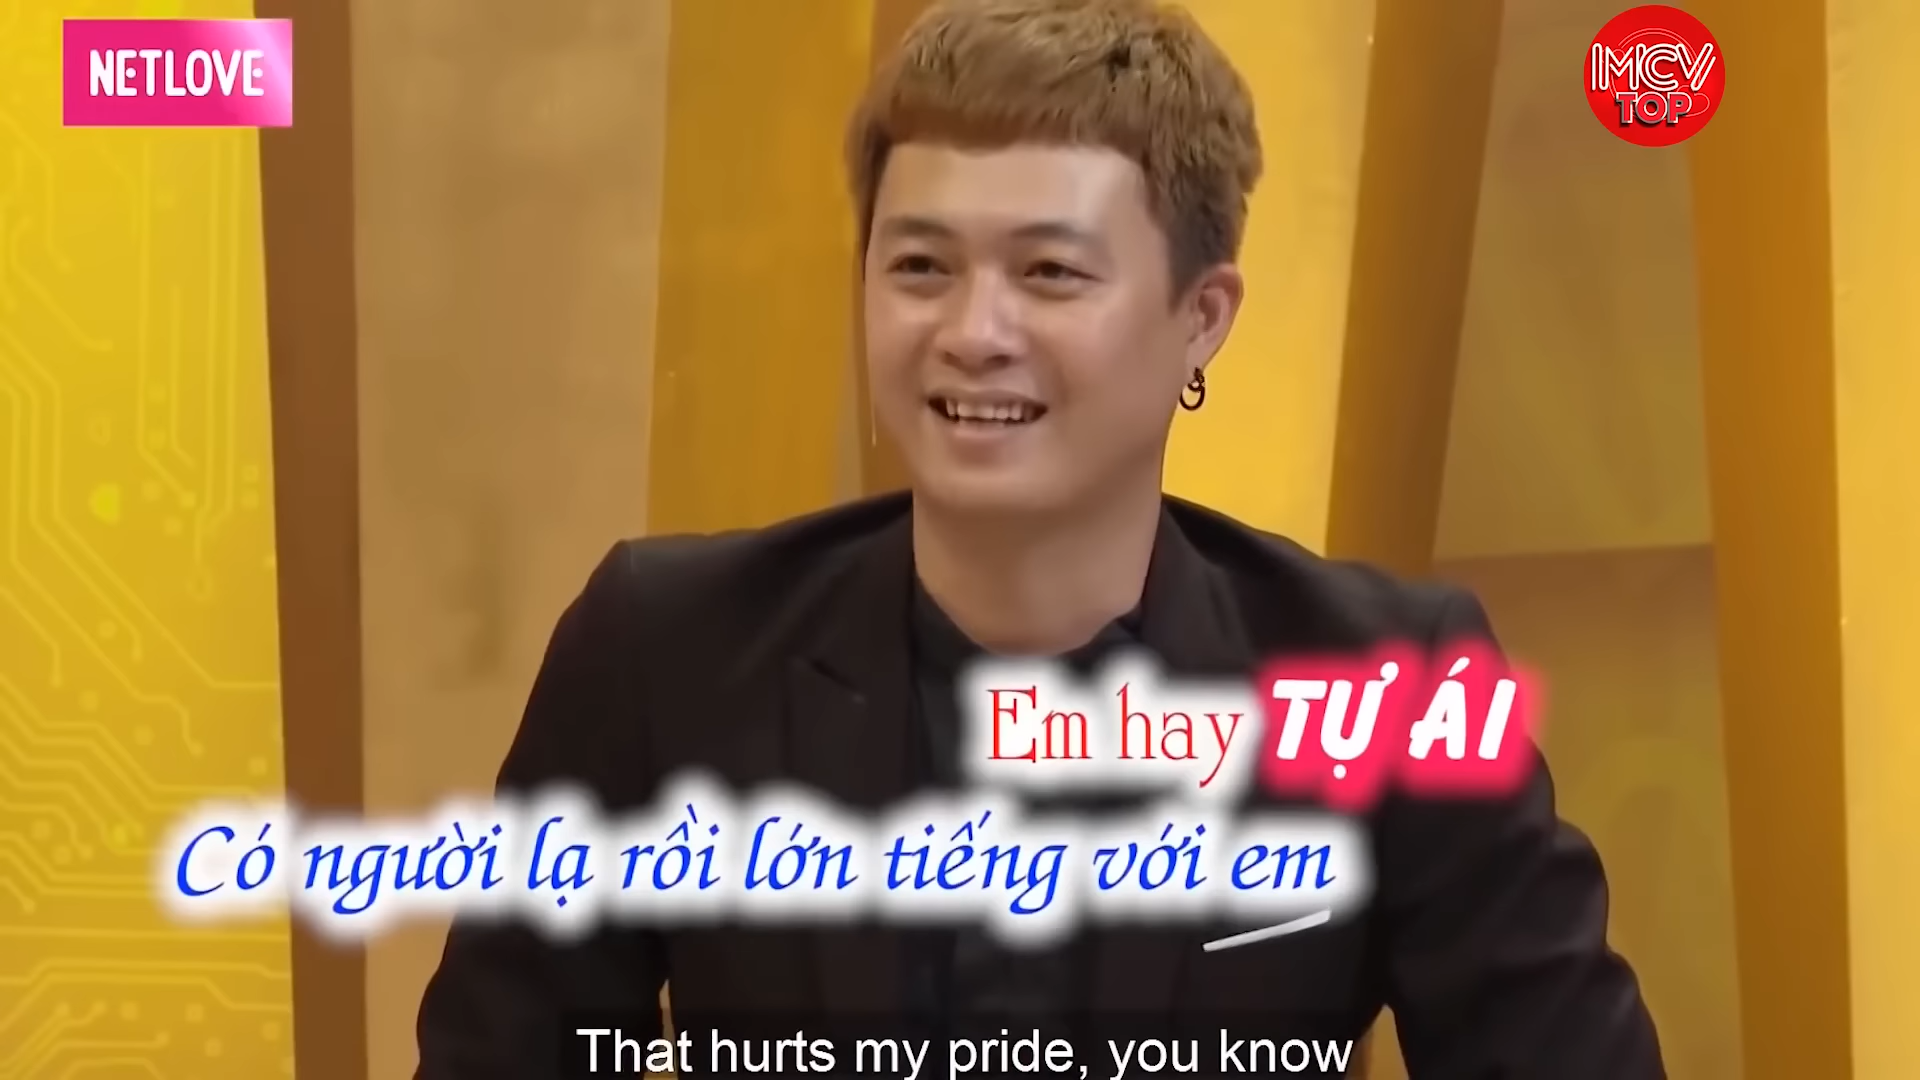 NETLOVE
MCV
TOP
Em hay TỰ ÁI
Có người lạ rồi lớn tiếng với em
That hurts my pride, you know